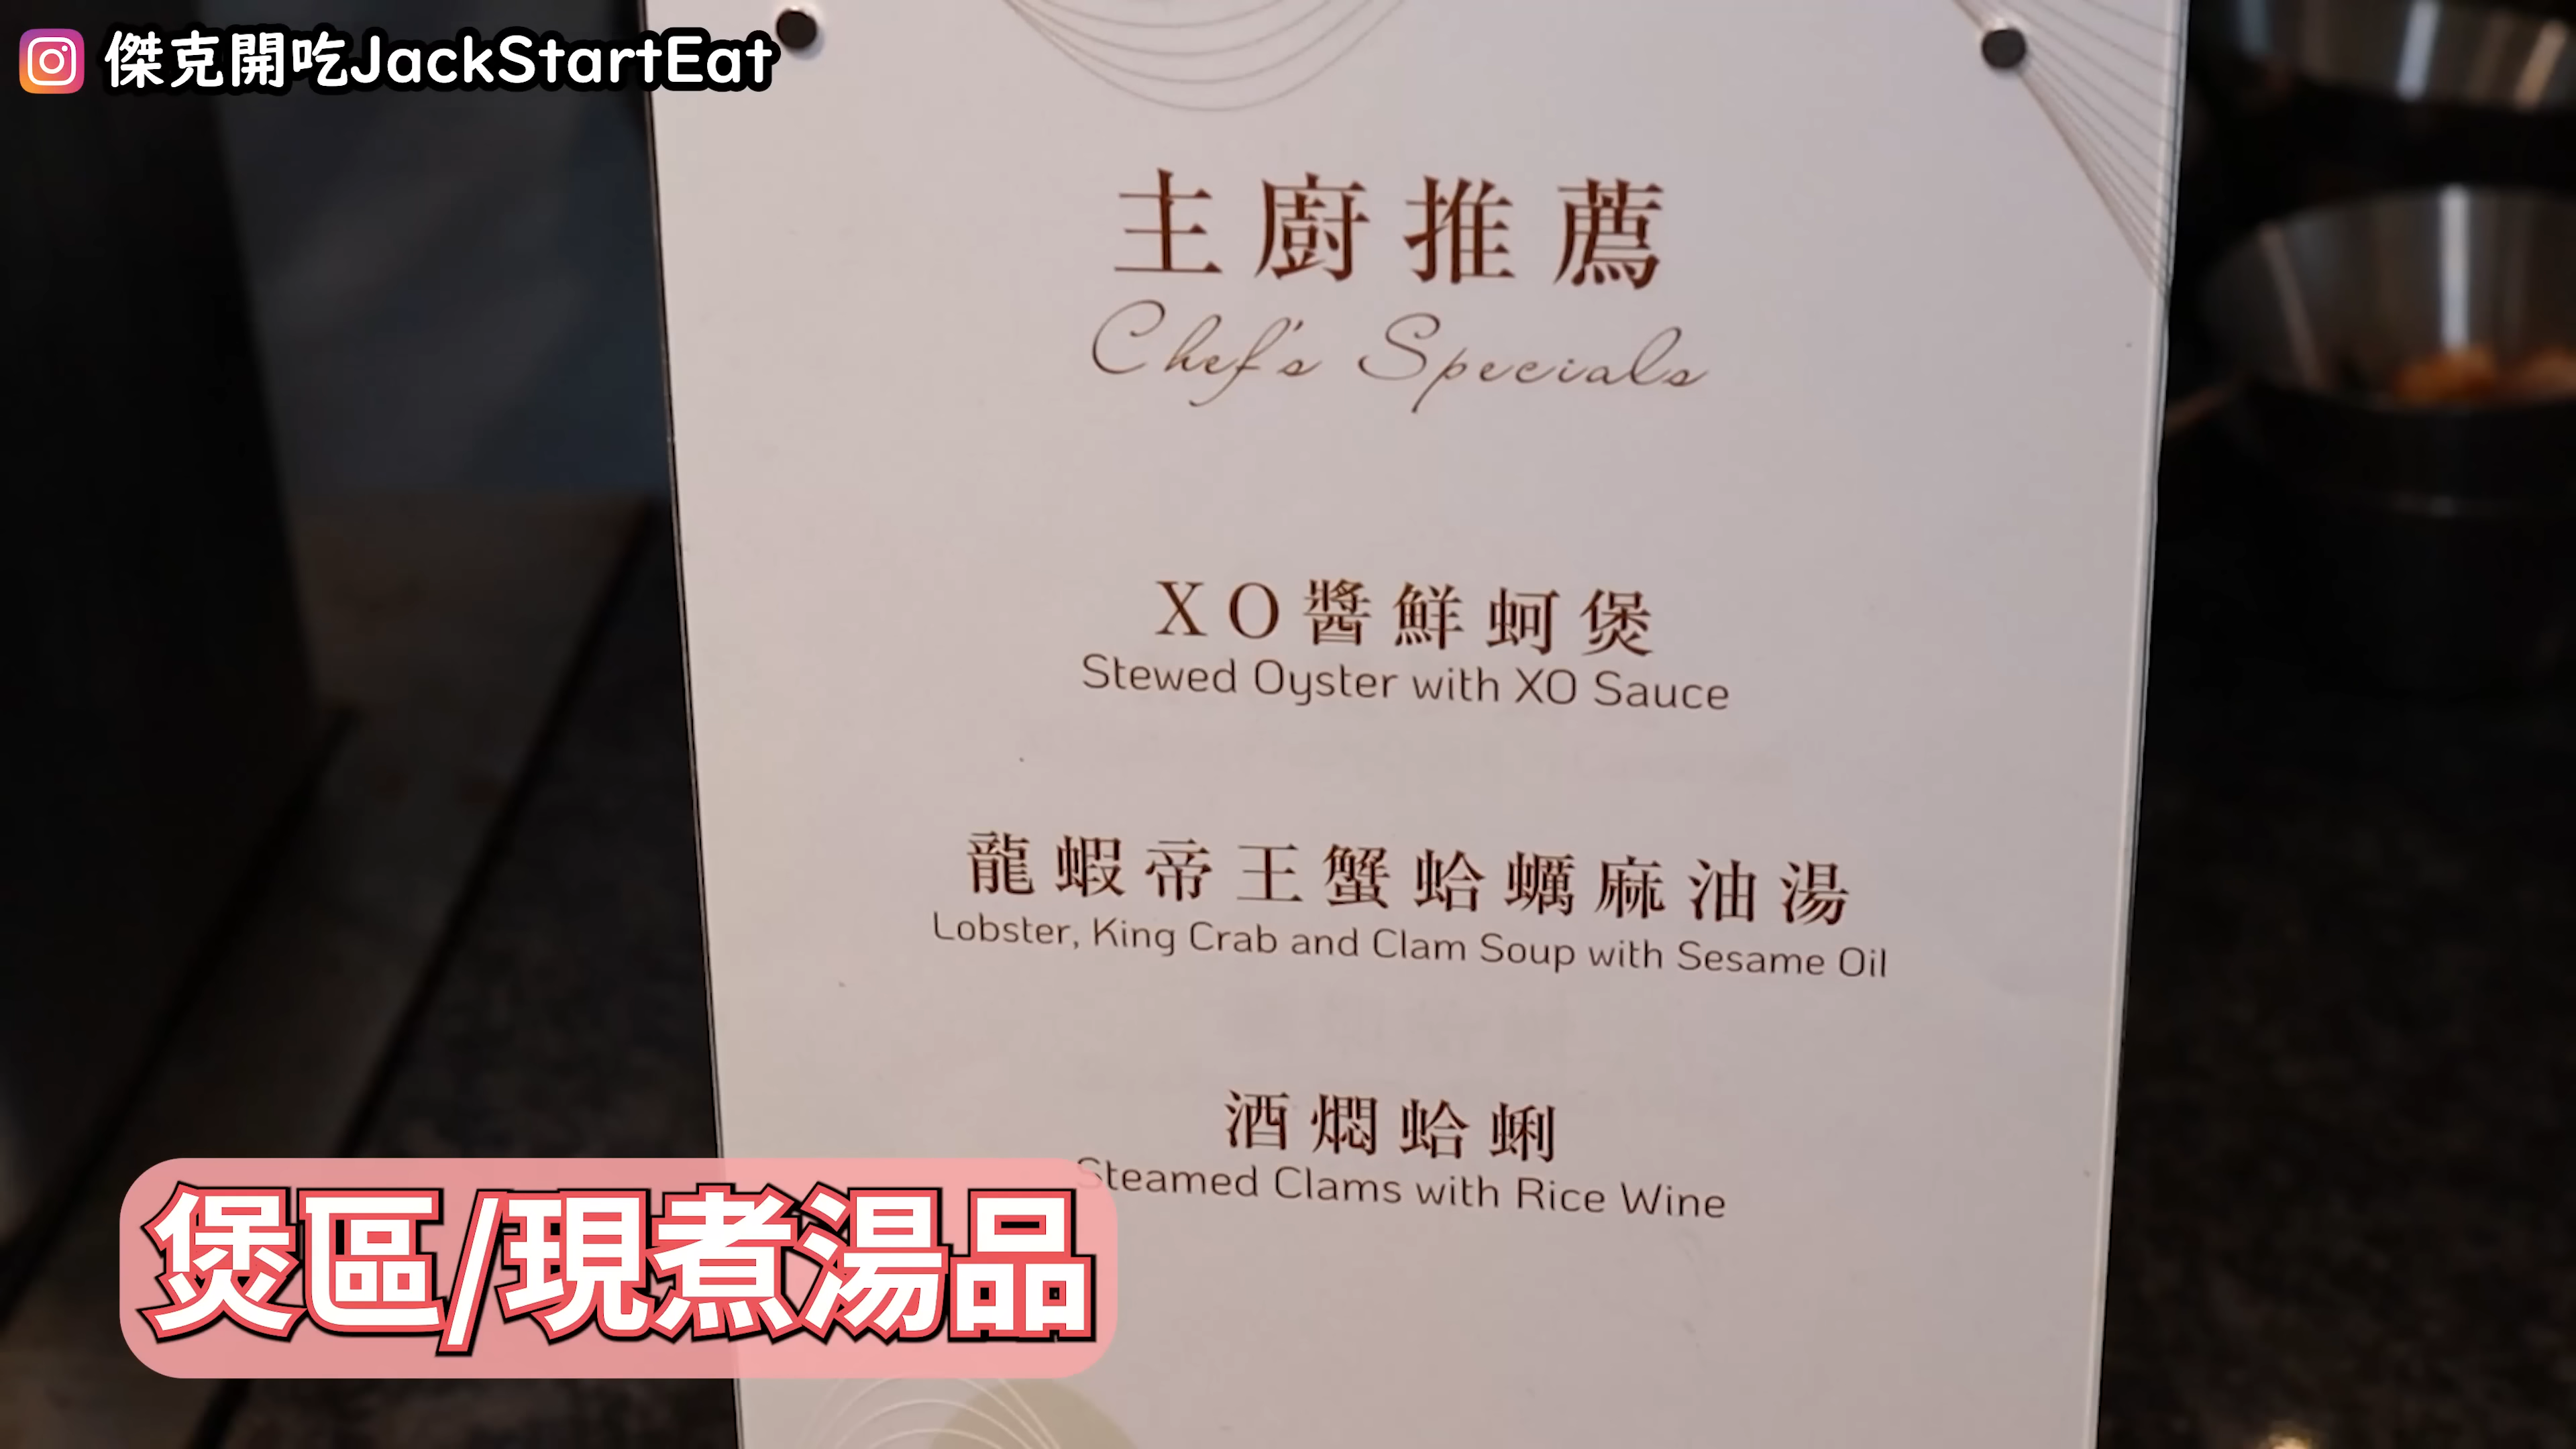 傑克開吃JackStartEat
主廚推薦
Chef's Specials
XO醬鮮蚵煲
Stewed Oyster with XO Sauce
龍蝦帝王蟹蛤蠣麻油湯
Lobster, King Crab and Clam Soup with Sesame Oil
酒燜蛤蜊
Steamed Clams with Rice Wine
煲區/現煮湯品